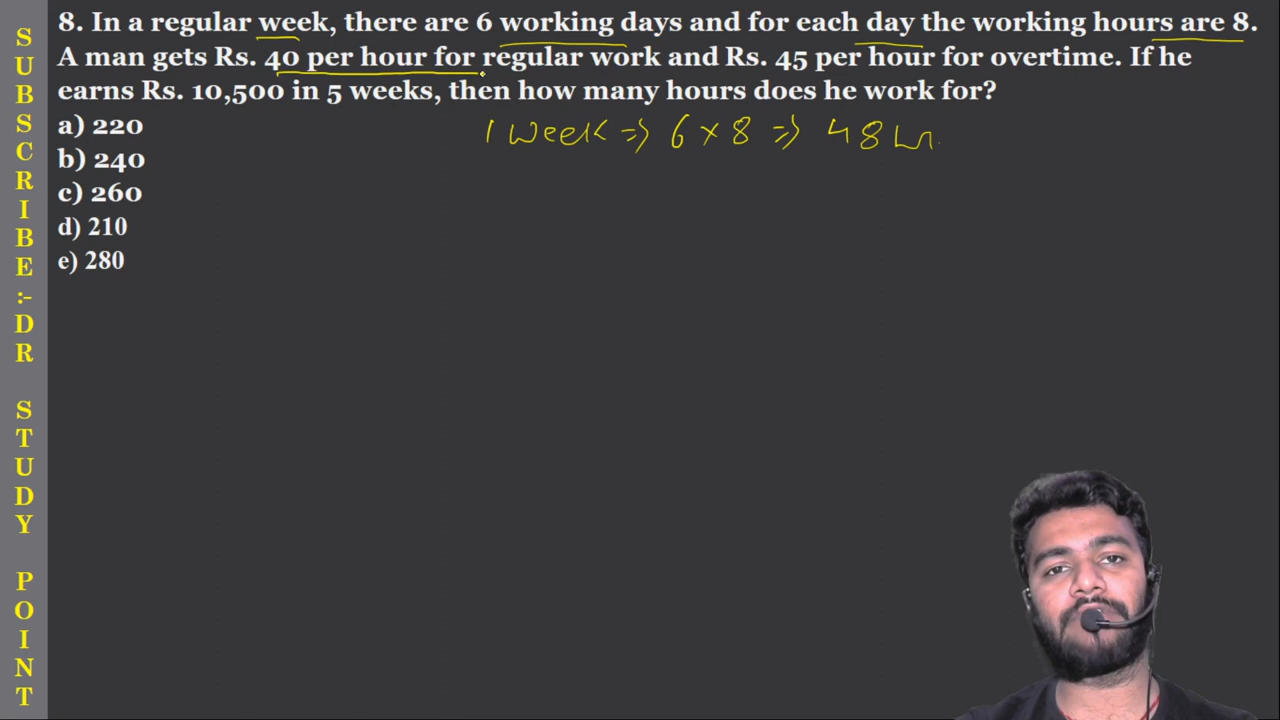 8. In a regular week, there are 6 working days and for each day the working hours are 8.
A man gets Rs. 40 per hour for regular work and Rs. 45 per hour for overtime. If he
earns Rs. 10,500 in 5 weeks, then how many hours does he work for?
1 week => 6 × 8 => 48 hr.
a) 220
b) 240
c) 260
d) 210
e) 280
SUBSCRIBE:-DR STUDY POINT